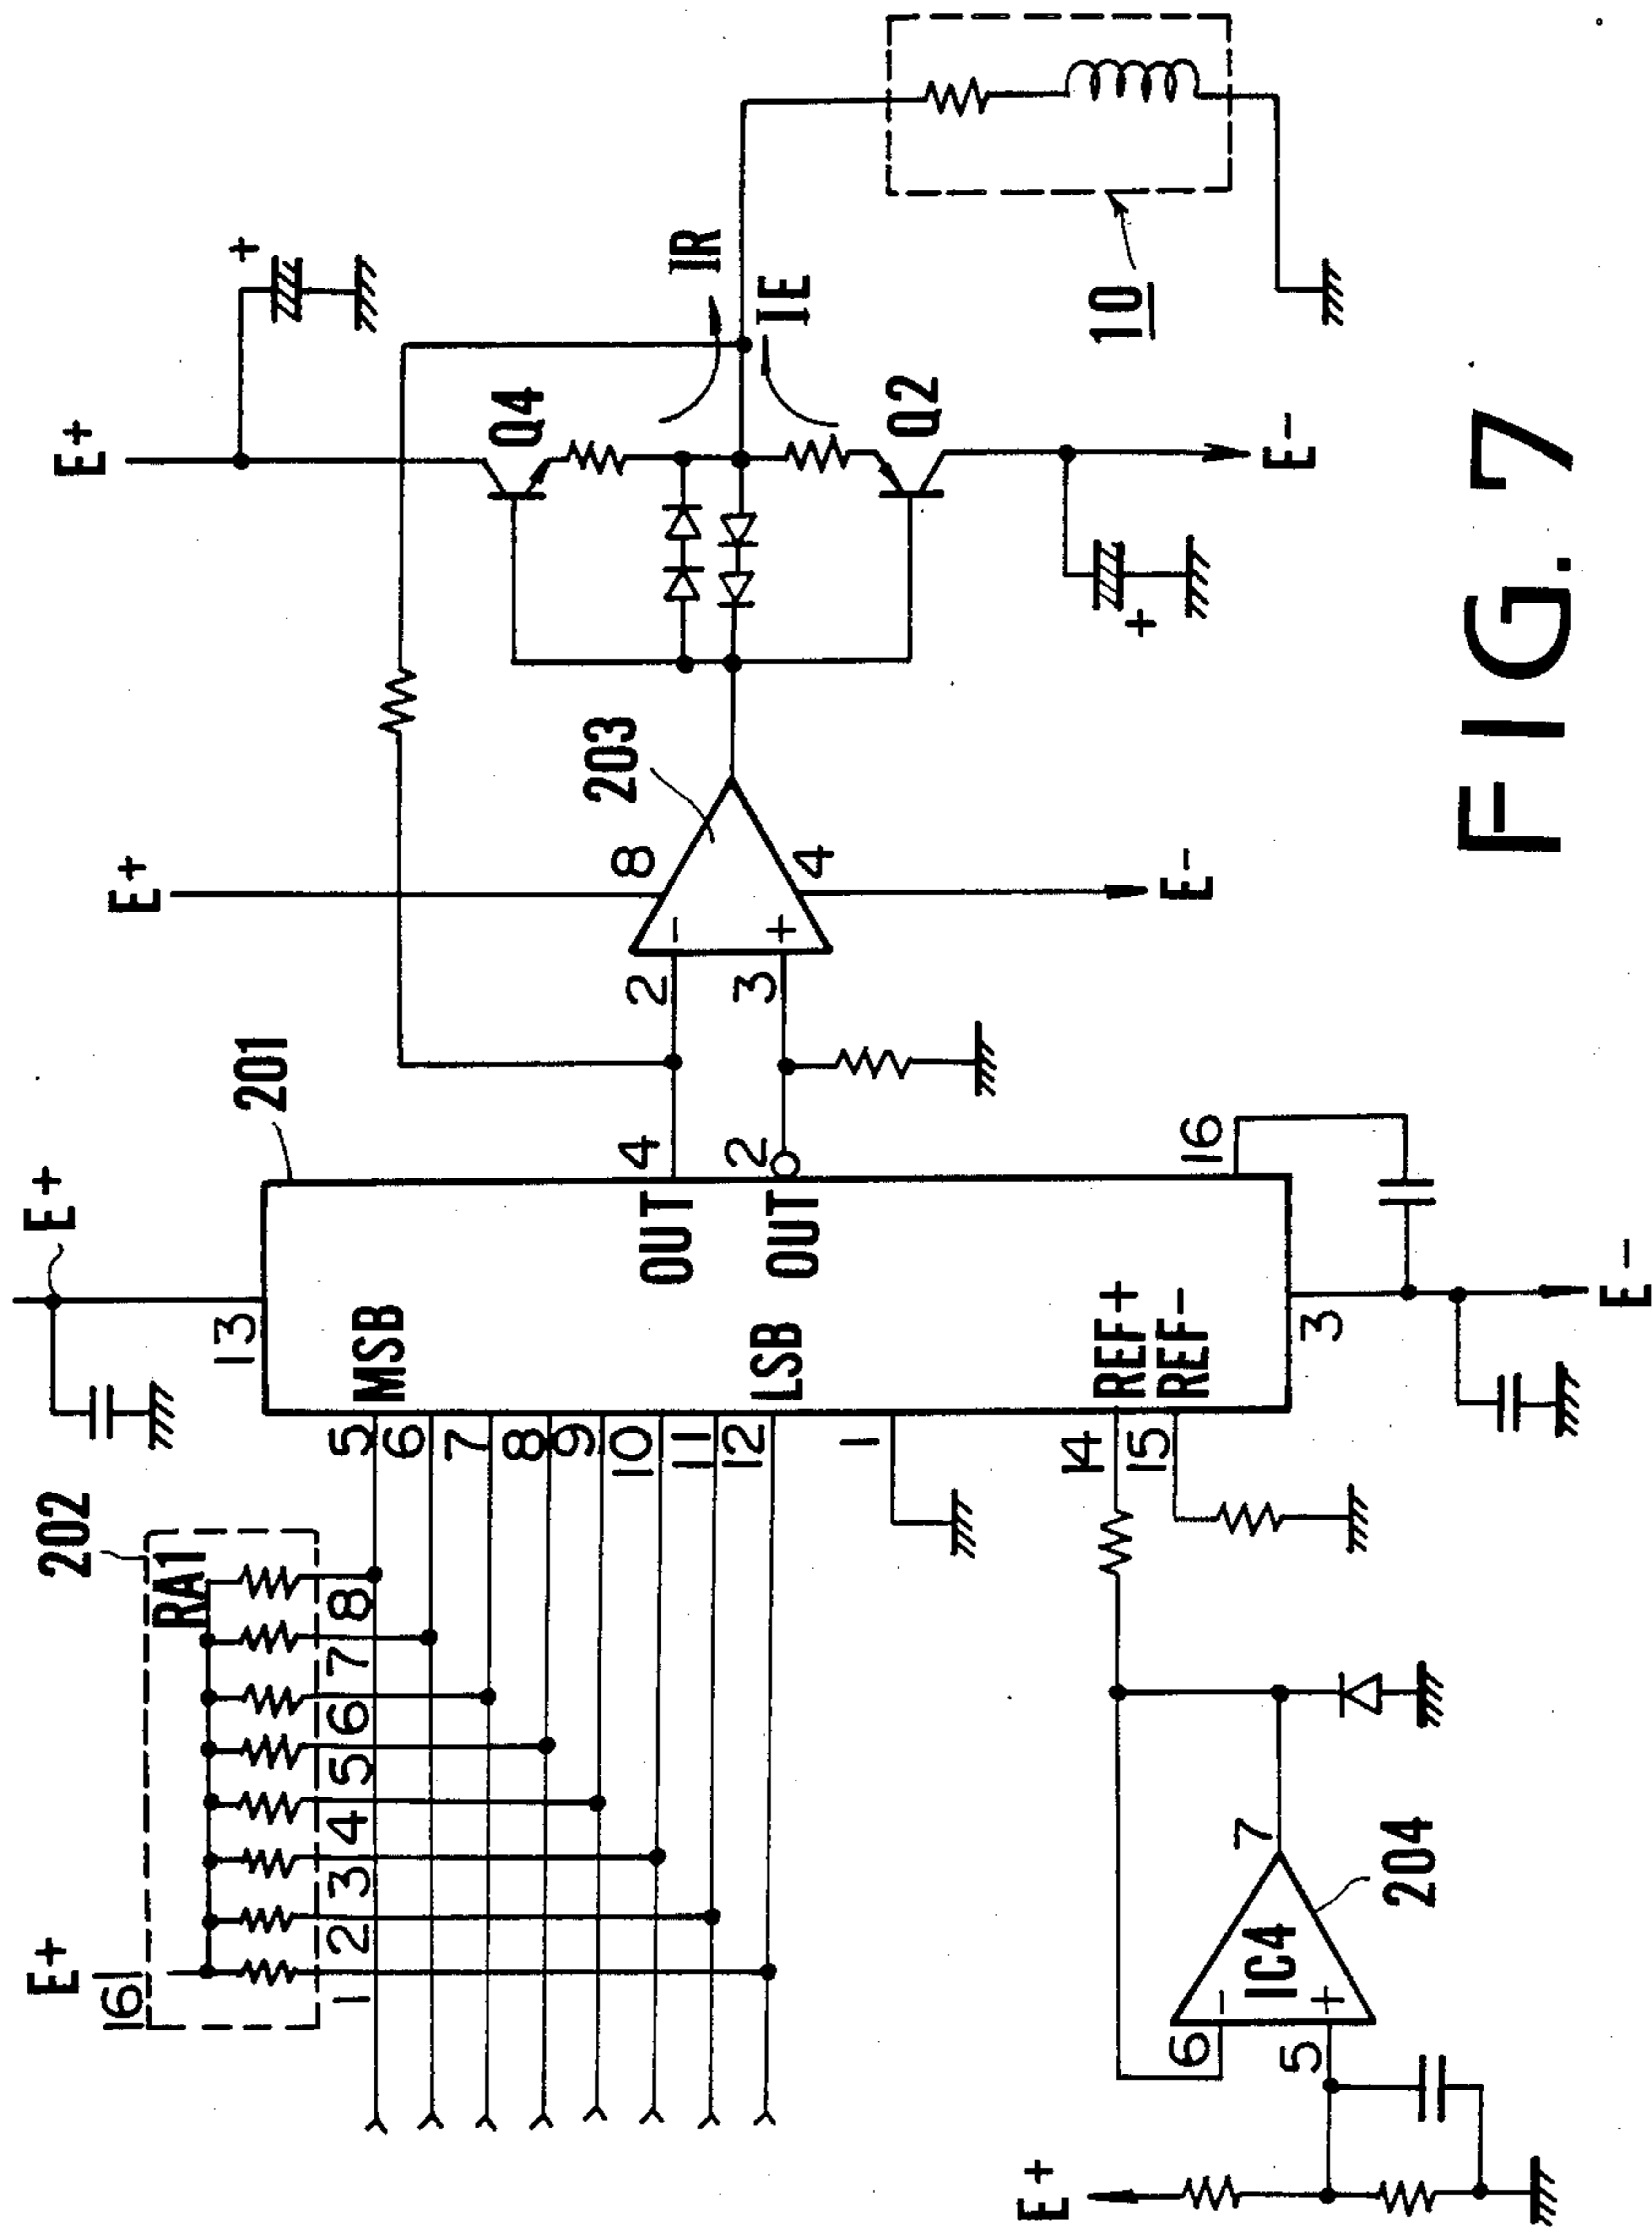 E+
16
202
RA1
1
2
3
4
5
6
7
8
E+
13
201
5
6
7
8
9
10
11
12
MSB
LSB
1
14
15
REF+
REF-
OUT
4
OUT
2
16
3
E-
E+
8
2
3
-
+
203
4
E-
E+
+
Q4
IR
IE
Q2
+
E-
10
E+
5
6
-
+
IC4
7
204
FIG. 7